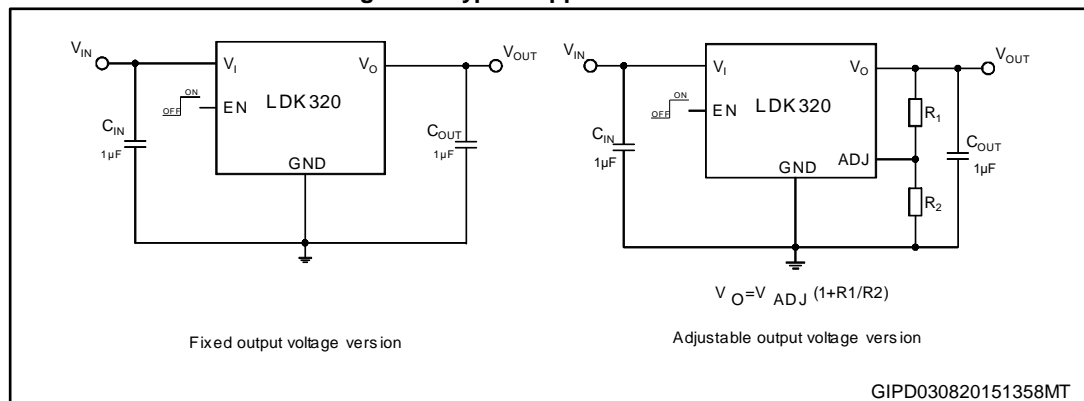 V_IN
V_I
V_O
V_OUT
ON
OFF
EN
LDK320
C_IN
1µF
GND
C_OUT
1µF
Fixed output voltage version
V_IN
V_I
V_O
V_OUT
ON
OFF
EN
LDK320
R_1
C_IN
1µF
ADJ
C_OUT
1µF
GND
R_2
V_O=V_ADJ (1+R1/R2)
Adjustable output voltage version
GIPD030820151358MT